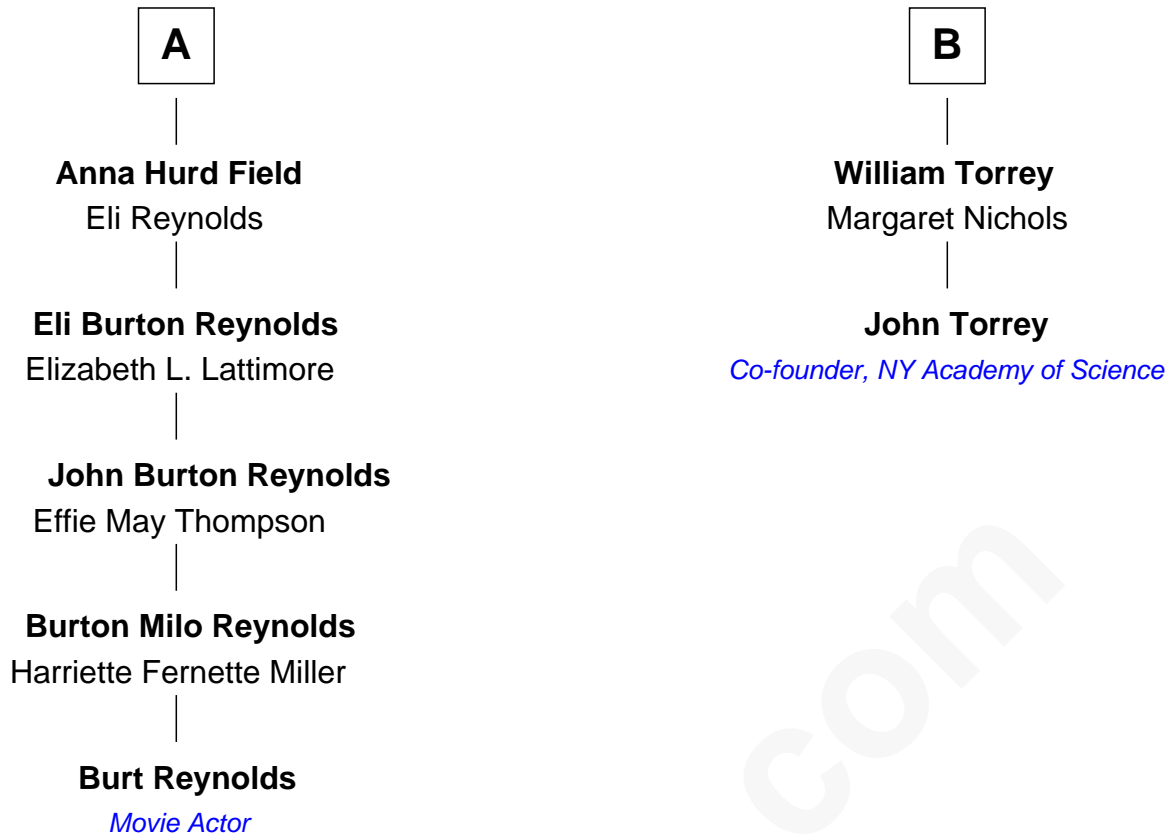 A
Anna Hurd Field
Eli Reynolds
Eli Burton Reynolds
Elizabeth L. Lattimore
John Burton Reynolds
Effie May Thompson
Burton Milo Reynolds
Harriette Fernette Miller
Burt Reynolds
Movie Actor
B
William Torrey
Margaret Nichols
John Torrey
Co-founder, NY Academy of Science
com